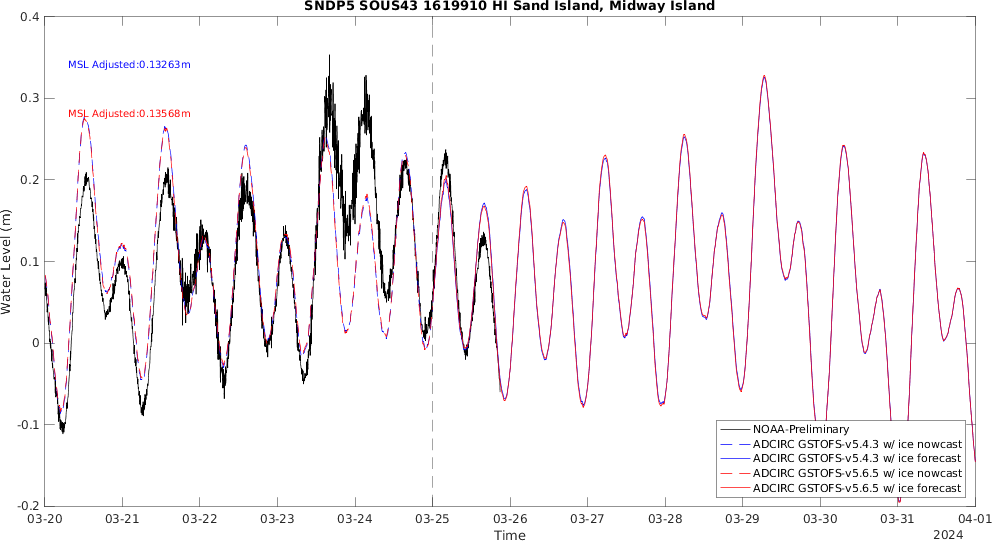 SNDP5 SOUS43 1619910 HI Sand Island, Midway Island
0.4
MSL Adjusted:0.13263m
0.3
MSL Adjusted:0.13568m
0.2
0.1
0
-0.1
-0.2
Water Level (m)
NOAA-Preliminary
ADCIRC GSTOFS-v5.4.3 w/ ice nowcast
ADCIRC GSTOFS-v5.4.3 w/ ice forecast
ADCIRC GSTOFS-v5.6.5 w/ ice nowcast
ADCIRC GSTOFS-v5.6.5 w/ ice forecast
03-20 03-21 03-22 03-23 03-24 03-25 03-26 03-27 03-28 03-29 03-30 03-31 04-01
Time
2024